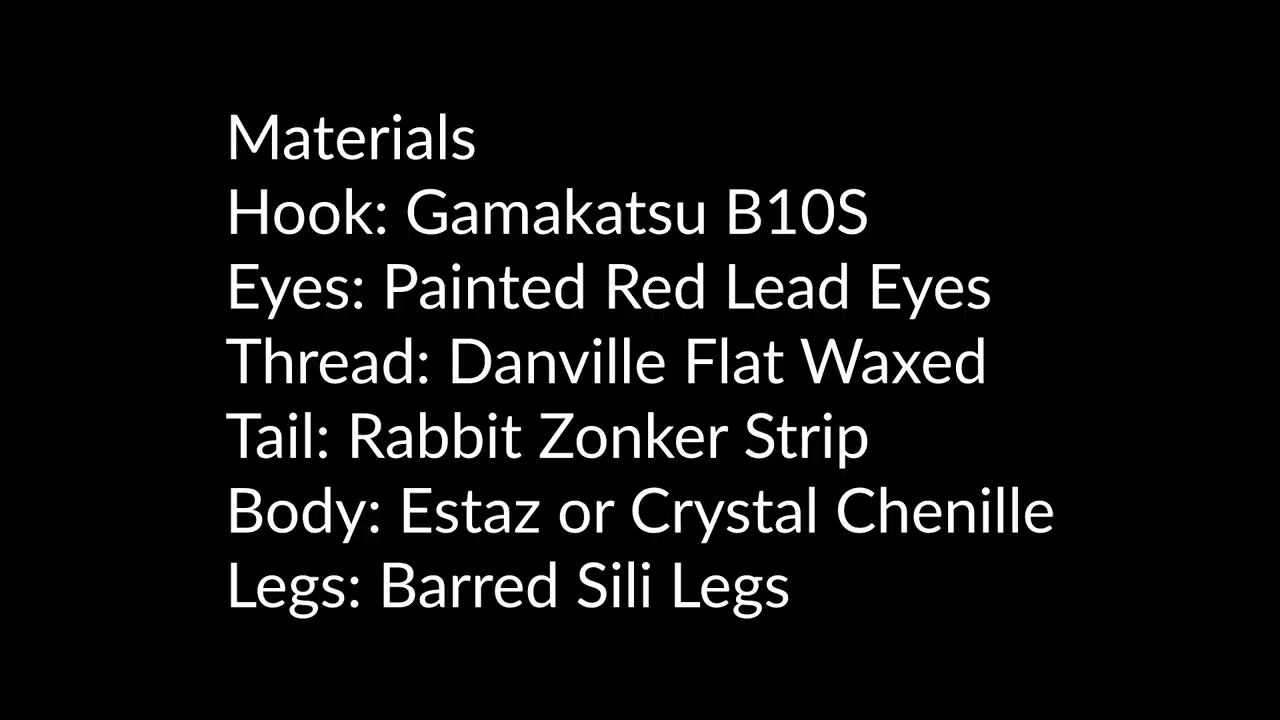 Materials
Hook: Gamakatsu B10S
Eyes: Painted Red Lead Eyes
Thread: Danville Flat Waxed
Tail: Rabbit Zonker Strip
Body: Estaz or Crystal Chenille
Legs: Barred Sili Legs